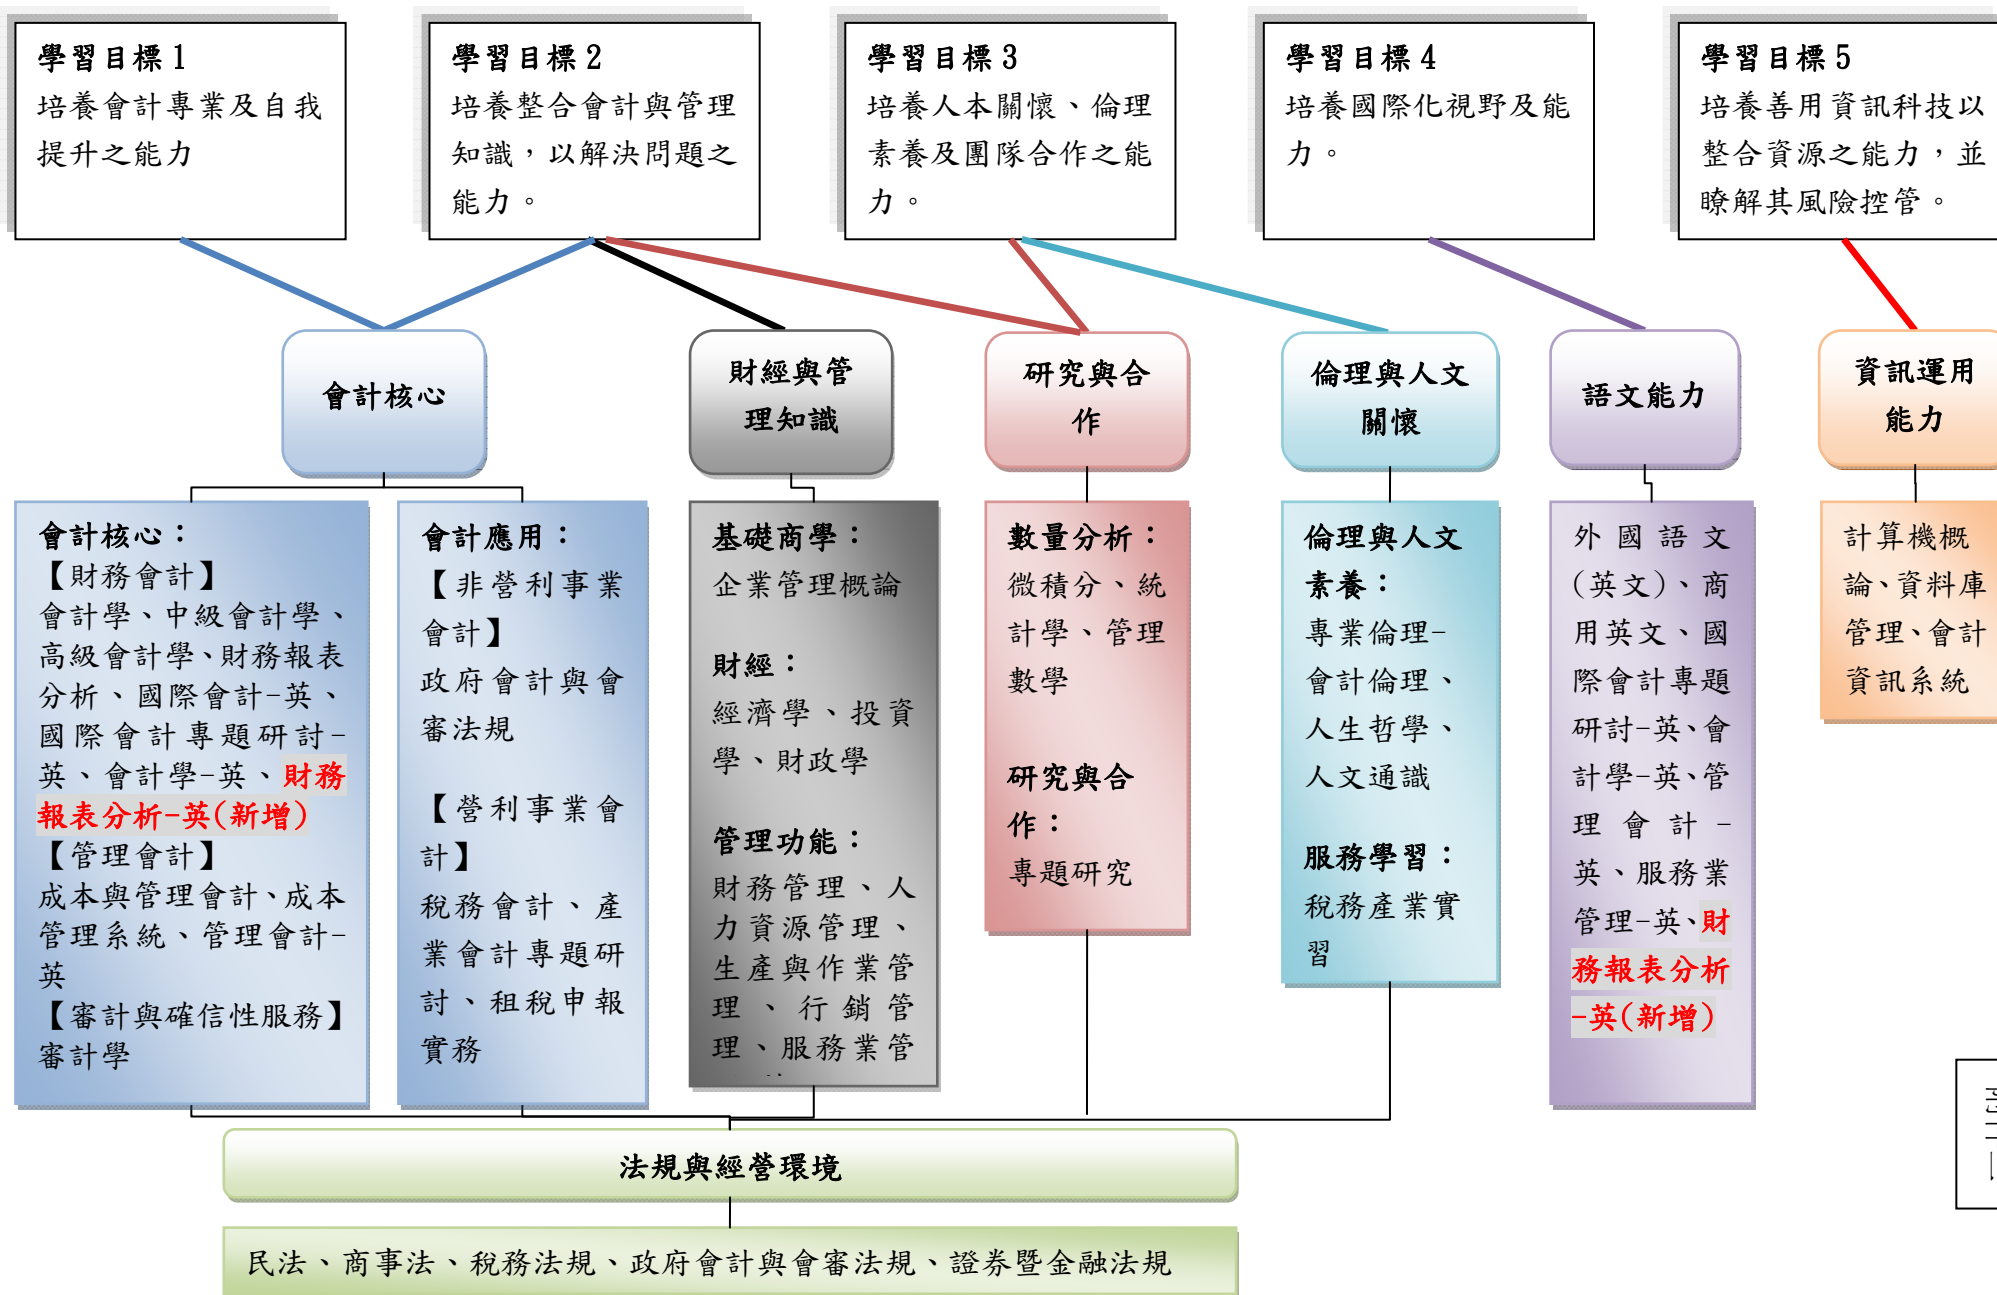 學習目標 1
培養會計專業及自我
提升之能力
學習目標 2
培養整合會計與管理
知識，以解決問題之
能力。
學習目標 3
培養人本關懷、倫理
素養及團隊合作之能
力。
學習目標 4
培養國際化視野及能
力。
學習目標 5
培養善用資訊科技以
整合資源之能力，並
瞭解其風險控管。
會計核心
財經與管
理知識
研究與合
作
倫理與人文
關懷
語文能力
資訊運用
能力
會計核心：
【財務會計】
會計學、中級會計學、
高級會計學、財務報表
分析、國際會計-英、
國際會計專題研討-
英、會計學-英、財務
報表分析-英(新增)
【管理會計】
成本與管理會計、成本
管理系統、管理會計-
英
【審計與確信性服務】
審計學
會計應用：
【非營利事業
會計】
政府會計與會
審法規
【營利事業會
計】
稅務會計、產
業會計專題研
討、租稅申報
實務
基礎商學：
企業管理概論
財經：
經濟學、投資
學、財政學
管理功能：
財務管理、人
力資源管理、
生產與作業管
理、行銷管
理、服務業管
數量分析：
微積分、統
計學、管理
數學
研究與合
作：
專題研究
倫理與人文
素養：
專業倫理-
會計倫理、
人生哲學、
人文通識
服務學習：
稅務產業實
習
外國語文
(英文)、商
用英文、國
際會計專題
研討-英、會
計學-英、管
理會計-
英、服務業
管理-英、財
務報表分析
-英(新增)
計算機概
論、資料庫
管理、會計
資訊系統
法規與經營環境
民法、商事法、稅務法規、政府會計與會審法規、證券暨金融法規